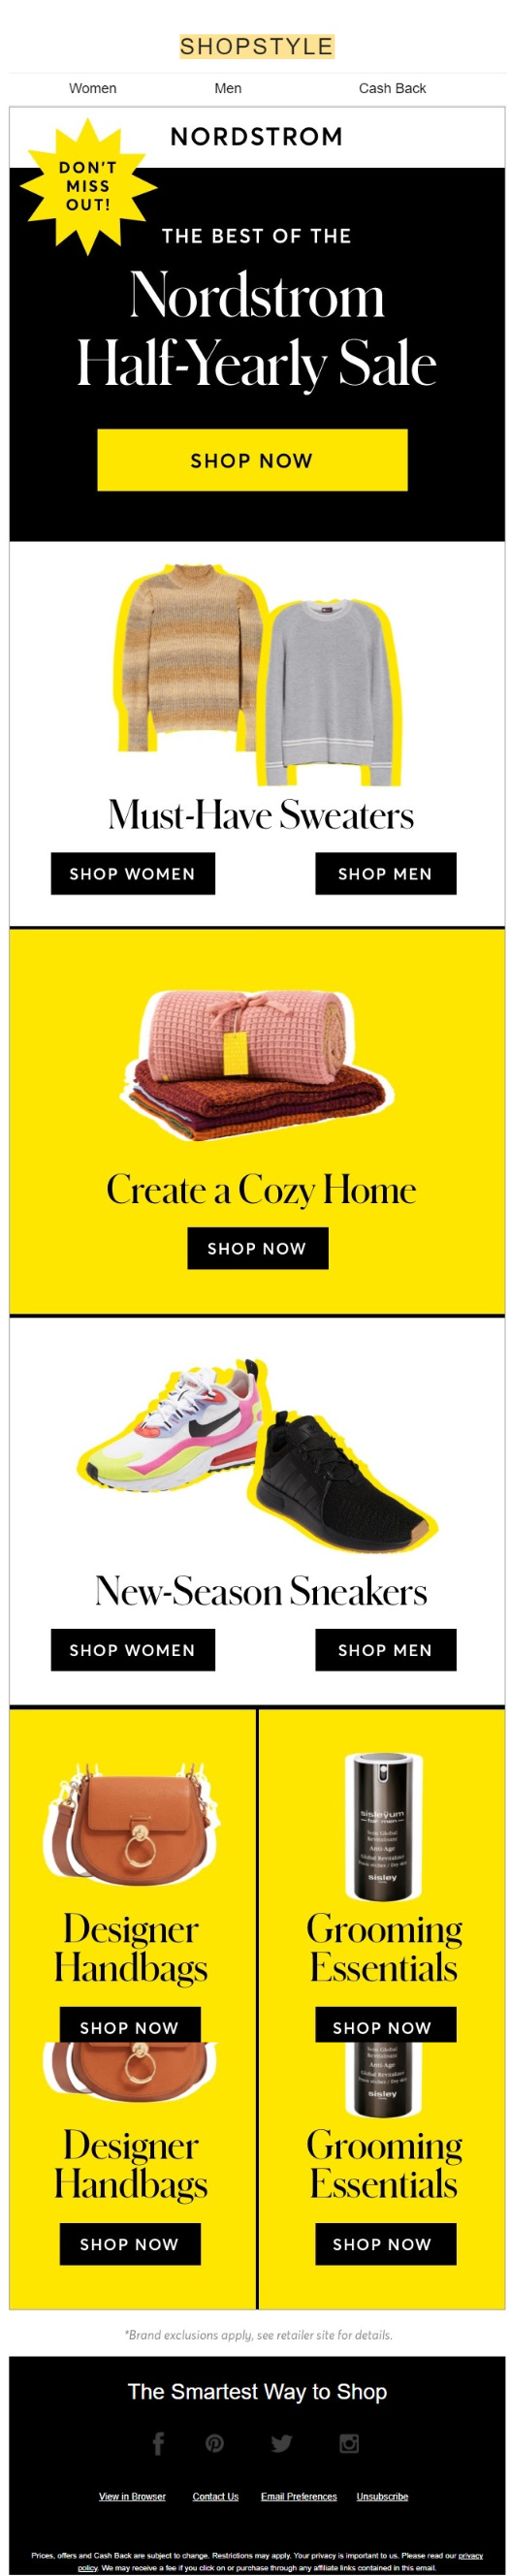 SHOPSTYLE
Women Men Cash Back
NORDSTROM
DON'T
MISS
OUT!
THE BEST OF THE
Nordstrom
Half-Yearly Sale
SHOP NOW
Must-Have Sweaters
SHOP WOMEN SHOP MEN
Create a Cozy Home
SHOP NOW
New-Season Sneakers
SHOP WOMEN SHOP MEN
sisleÿum
for men
Anti-Age
sisley
Designer
Handbags
Grooming
Essentials
SHOP NOW SHOP NOW
Anti-Age
sisley
Designer
Handbags
Grooming
Essentials
SHOP NOW SHOP NOW
*Brand exclusions apply, see retailer site for details.
The Smartest Way to Shop
View in Browser Contact Us Email Preferences Unsubscribe
Prices, offers and Cash Back are subject to change. Restrictions may apply. Your privacy is important to us. Please read our privacy
policy. We may receive a fee if you click on or purchase through any affiliate links contained in this email.